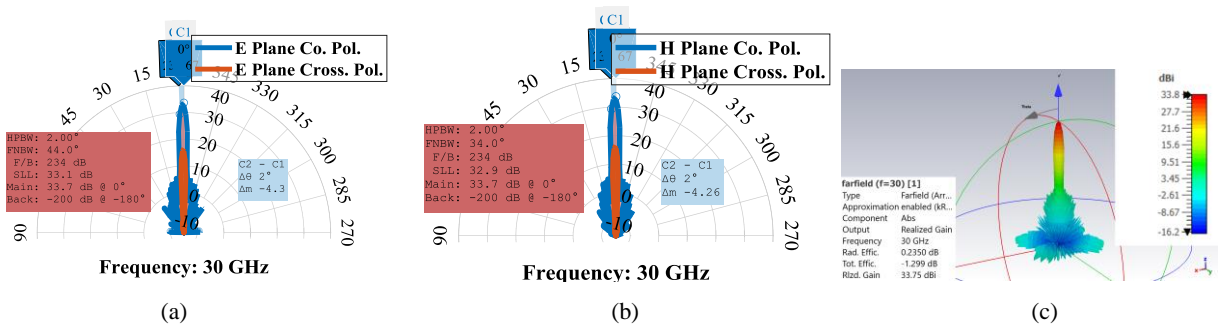 C1
0°
67
E Plane Co. Pol.
E Plane Cross. Pol.
345
15
30
45
90
330
315
300
285
270
40
30
20
10
0
-10
HPBW: 2.00°
FNBW: 44.0°
F/B: 234 dB
SLL: 33.1
Main: 33.7 dB @ 0°
Back: -200 dB @ -180°
C2 - C1
Δθ 2°
Δm -4.3
Frequency: 30 GHz
(a)
C1
67
H Plane Co. Pol.
H Plane Cross. Pol.
345
15
30
45
90
330
315
300
285
270
40
30
20
10
0
-10
HPBW: 2.00°
FNBW: 34.0°
F/B: 234 dB
SLL: 32.9
Main: 33.7 dB @ 0°
Back: -200 dB @ -180°
C2 - C1
Δθ 2°
Δm -4.26
Frequency: 30 GHz
(b)
Theta
dBi
33.8
27.7
21.6
15.6
9.51
3.45
-2.61
-8.67
-16.2
farfield (f=30) [1]
Type Farfield (Arr...
Approximation enabled (kR...
Component Abs
Output Realized Gain
Frequency 30 GHz
Rad. Effic. 0.2350 dB
Tot. Effic. -1.299 dB
Rlzd. Gain 33.75 dBi
(c)